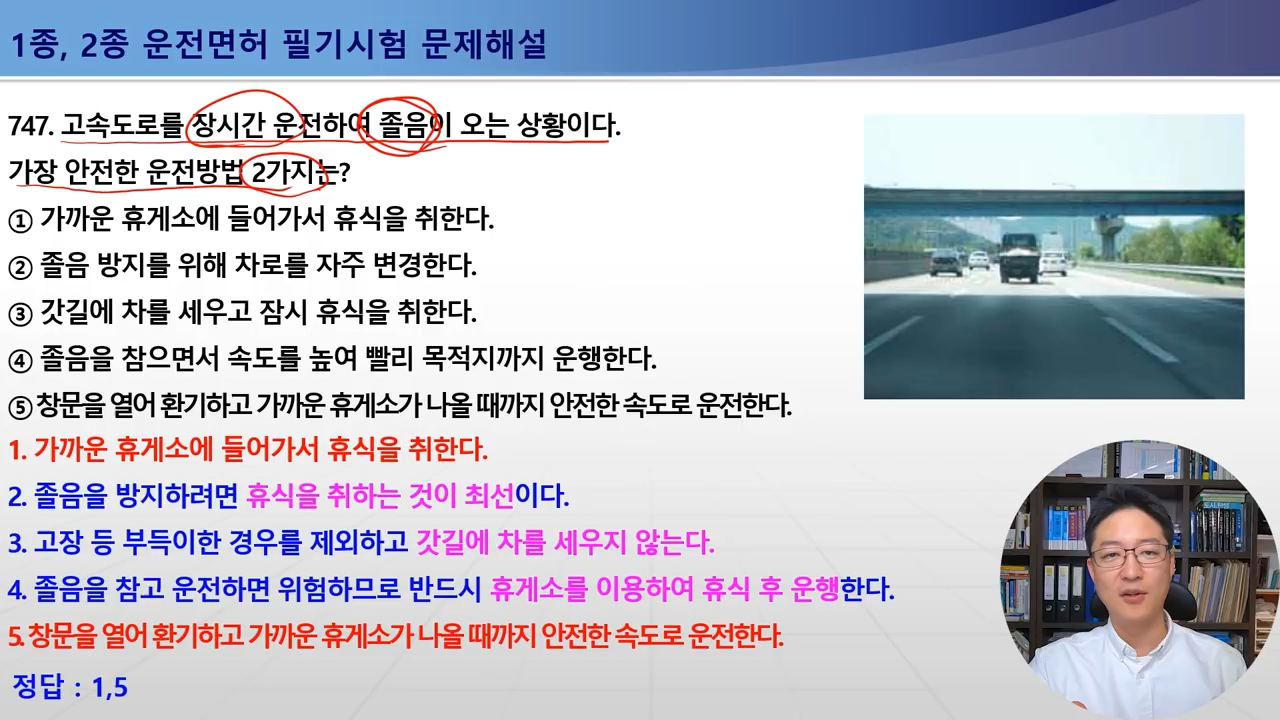 1종, 2종 운전면허 필기시험 문제해설
747. 고속도로를 장시간 운전하여 졸음이 오는 상황이다.
가장 안전한 운전방법 2가지는?
① 가까운 휴게소에 들어가서 휴식을 취한다.
② 졸음 방지를 위해 차로를 자주 변경한다.
③ 갓길에 차를 세우고 잠시 휴식을 취한다.
④ 졸음을 참으면서 속도를 높여 빨리 목적지까지 운행한다.
⑤ 창문을 열어 환기하고 가까운 휴게소가 나올 때까지 안전한 속도로 운전한다.
1. 가까운 휴게소에 들어가서 휴식을 취한다.
2. 졸음을 방지하려면 휴식을 취하는 것이 최선이다.
3. 고장 등 부득이한 경우를 제외하고 갓길에 차를 세우지 않는다.
4. 졸음을 참고 운전하면 위험하므로 반드시 휴게소를 이용하여 휴식 후 운행한다.
5. 창문을 열어 환기하고 가까운 휴게소가 나올 때까지 안전한 속도로 운전한다.
정답 : 1,5